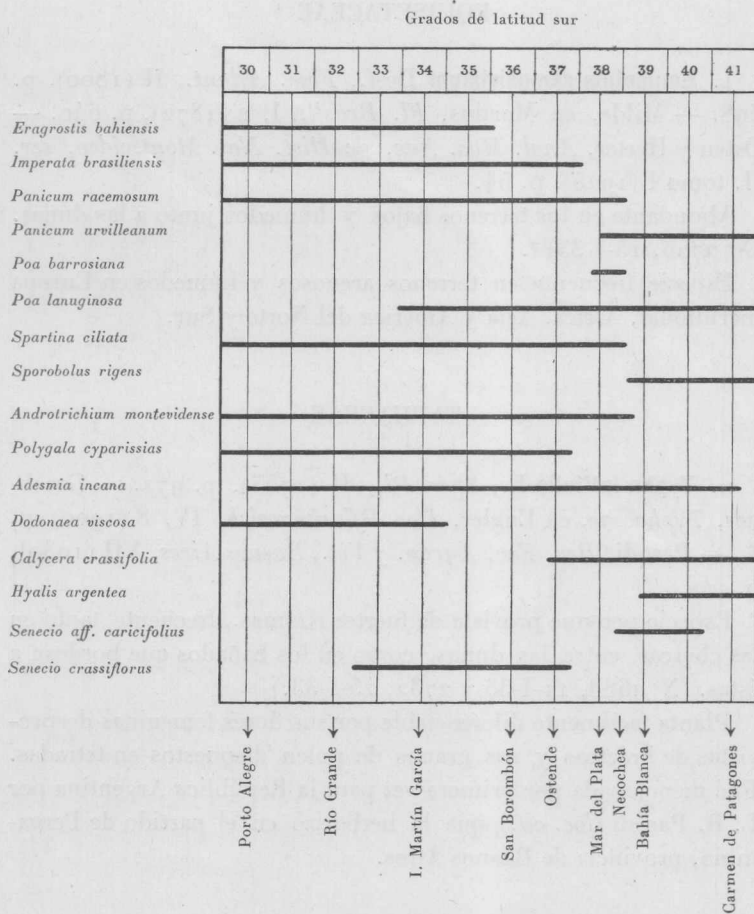 Grados de latitud sur
30 31 32 33 34 35 36 37 38 39 40 41
Eragrostis bahiensis
Imperata brasiliensis
Panicum racemosum
Panicum urvilleanum
Poa barrosiana
Poa lanuginosa
Spartina ciliata
Sporobolus rigens
Androtrichium montevidense
Polygala cyparissias
Adesmia incana
Dodonaea viscosa
Calycera crassifolia
Hyalis argentea
Senecio aff. caricifolius
Senecio crassiflorus
Porto Alegre
Río Grande
I. Martín García
San Borombón
Ostende
Mar del Plata
Necochea
Bahía Blanca
Carmen de Patagones